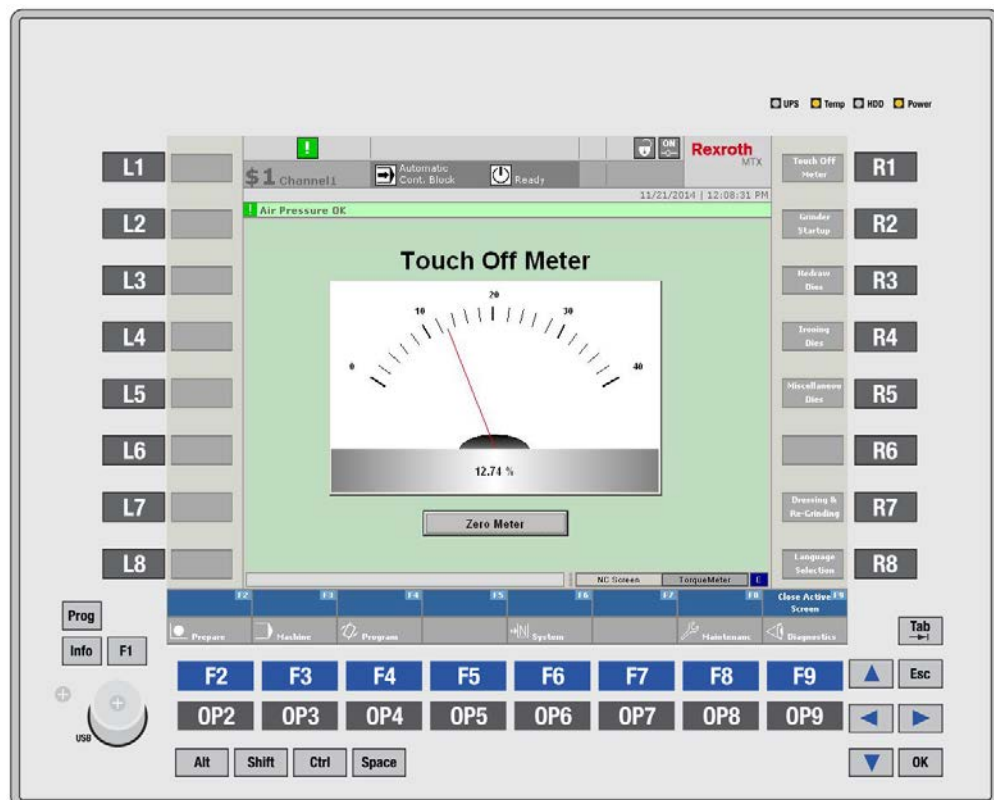 UPS Temp HDD Power
L1
L2
L3
L4
L5
L6
L7
L8
!
ON
Rexroth
MTX
$1 Channel1
Automatic
Cont. Block
Ready
11/21/2014 | 12:08:31 PM
! Air Pressure OK
Touch Off Meter
0
10
20
30
40
12.74 %
Zero Meter
NC Screen TorqueMeter
Touch Off
Meter
Grinder
Startup
Redraw
Dies
Ironing
Dies
Miscellaneou
Dies
Dressing &
Re-Grinding
Language
Selection
R1
R2
R3
R4
R5
R6
R7
R8
F2 F3 F4 F5 F6 F7 F8 F9
Close Active
Screen
Prepare Machine Program System Maintenanc Diagnostics
Prog
Info F1
USB
F2 F3 F4 F5 F6 F7 F8 F9
OP2 OP3 OP4 OP5 OP6 OP7 OP8 OP9
Alt Shift Ctrl Space
Tab
Esc
OK